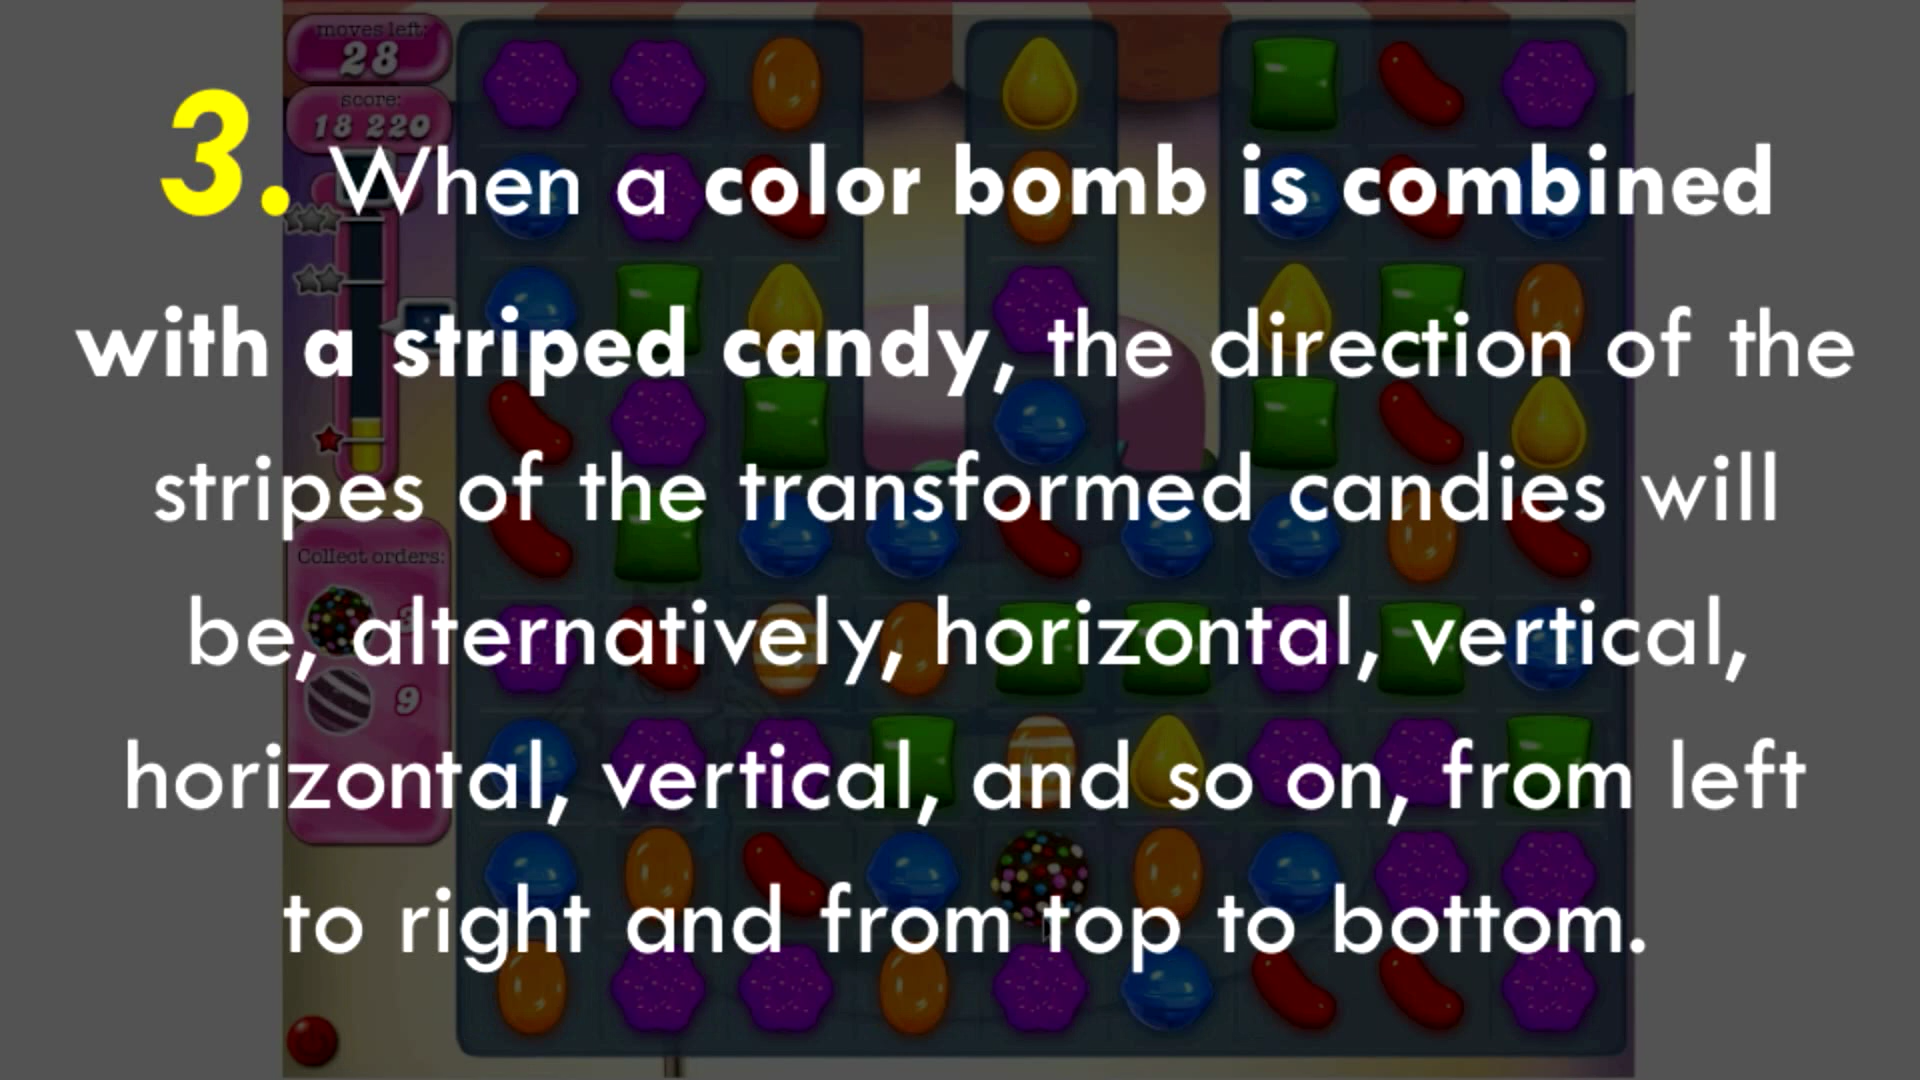 moves left:
28
score:
18 220
3. When a color bomb is combined
with a striped candy, the direction of the
stripes of the transformed candies will
be, alternatively, horizontal, vertical,
horizontal, vertical, and so on, from left
to right and from top to bottom.
Collect orders:
3
9